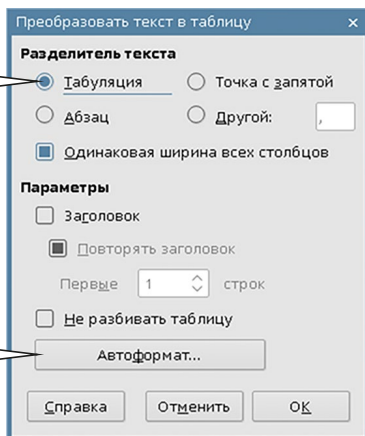 Преобразовать текст в таблицу ×
Разделитель текста
Табуляция Точка с запятой
Абзац Другой: ,
Одинаковая ширина всех столбцов
Параметры
Заголовок
Повторять заголовок
Первые 1 строк
Не разбивать таблицу
Автоформат...
Справка Отменить ОК